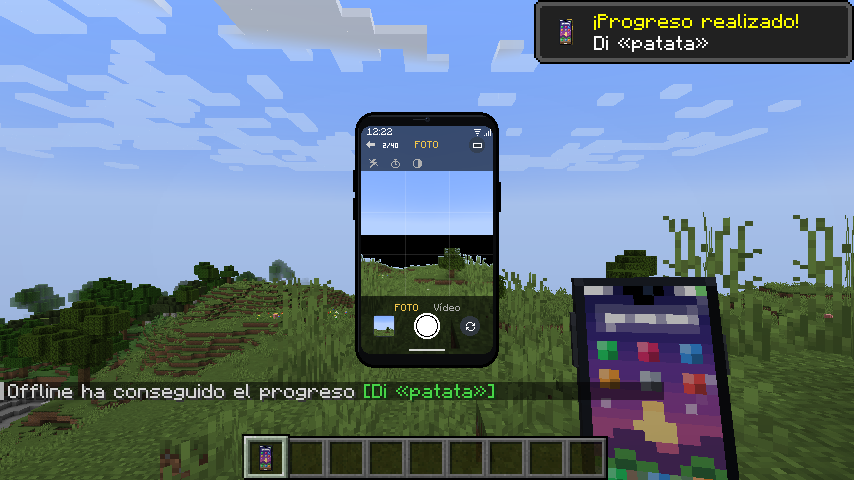 ¡Progreso realizado!
Di «patata»
12:22
2/40 FOTO
FOTO Vídeo
Offline ha conseguido el progreso [Di «patata»]